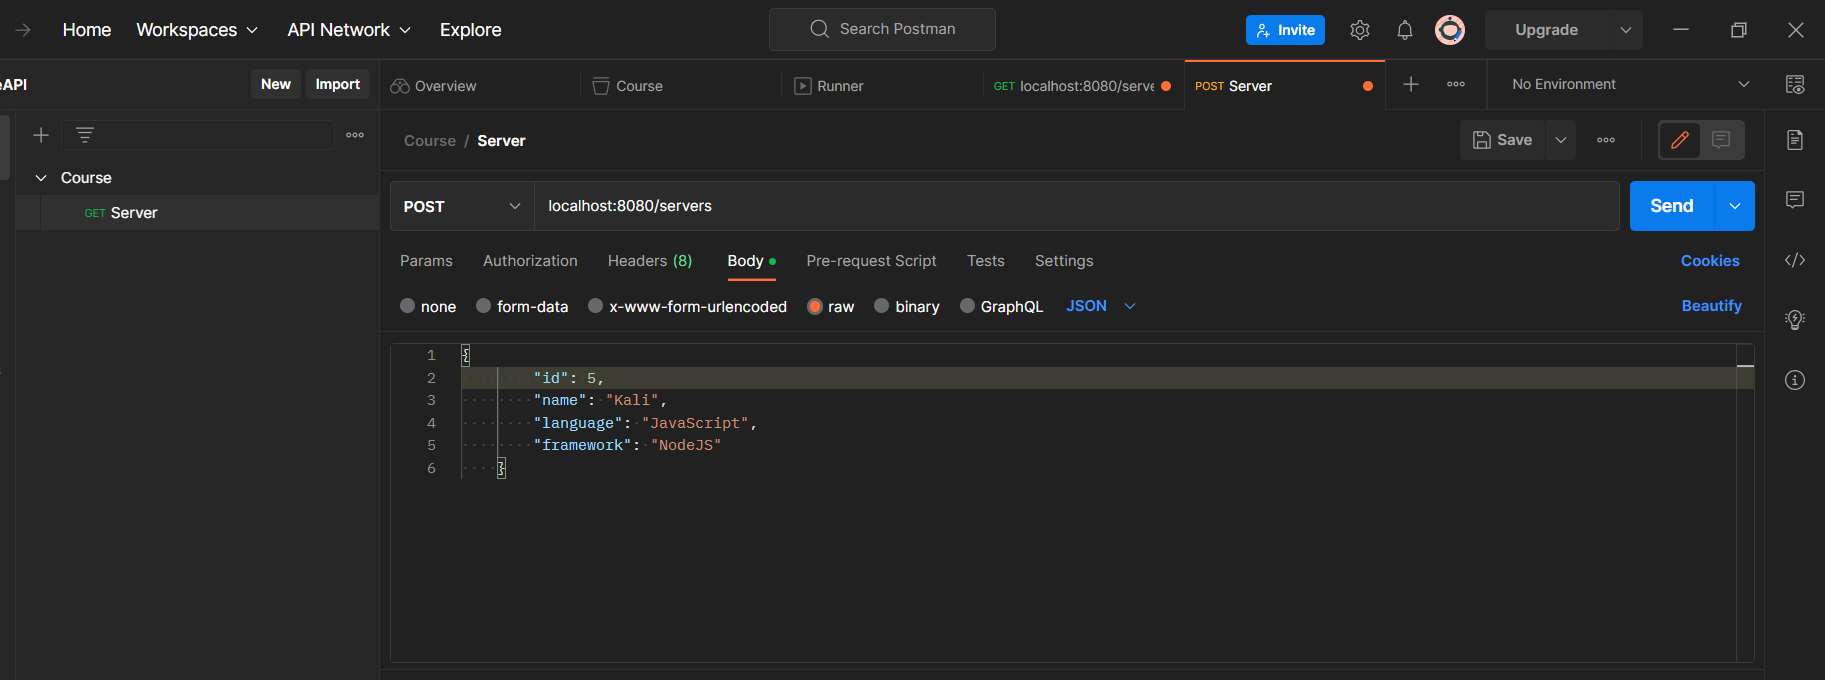 Home Workspaces API Network Explore Search Postman Invite Upgrade
eAPI New Import Overview Course Runner GET localhost:8080/serve POST Server No Environment
Course / Server Save
Course
GET Server
POST localhost:8080/servers Send
Params Authorization Headers (8) Body Pre-request Script Tests Settings Cookies
none form-data x-www-form-urlencoded raw binary GraphQL JSON Beautify
1 {
2 "id": 5,
3 "name": "Kali",
4 "language": "JavaScript",
5 "framework": "NodeJS"
6 }